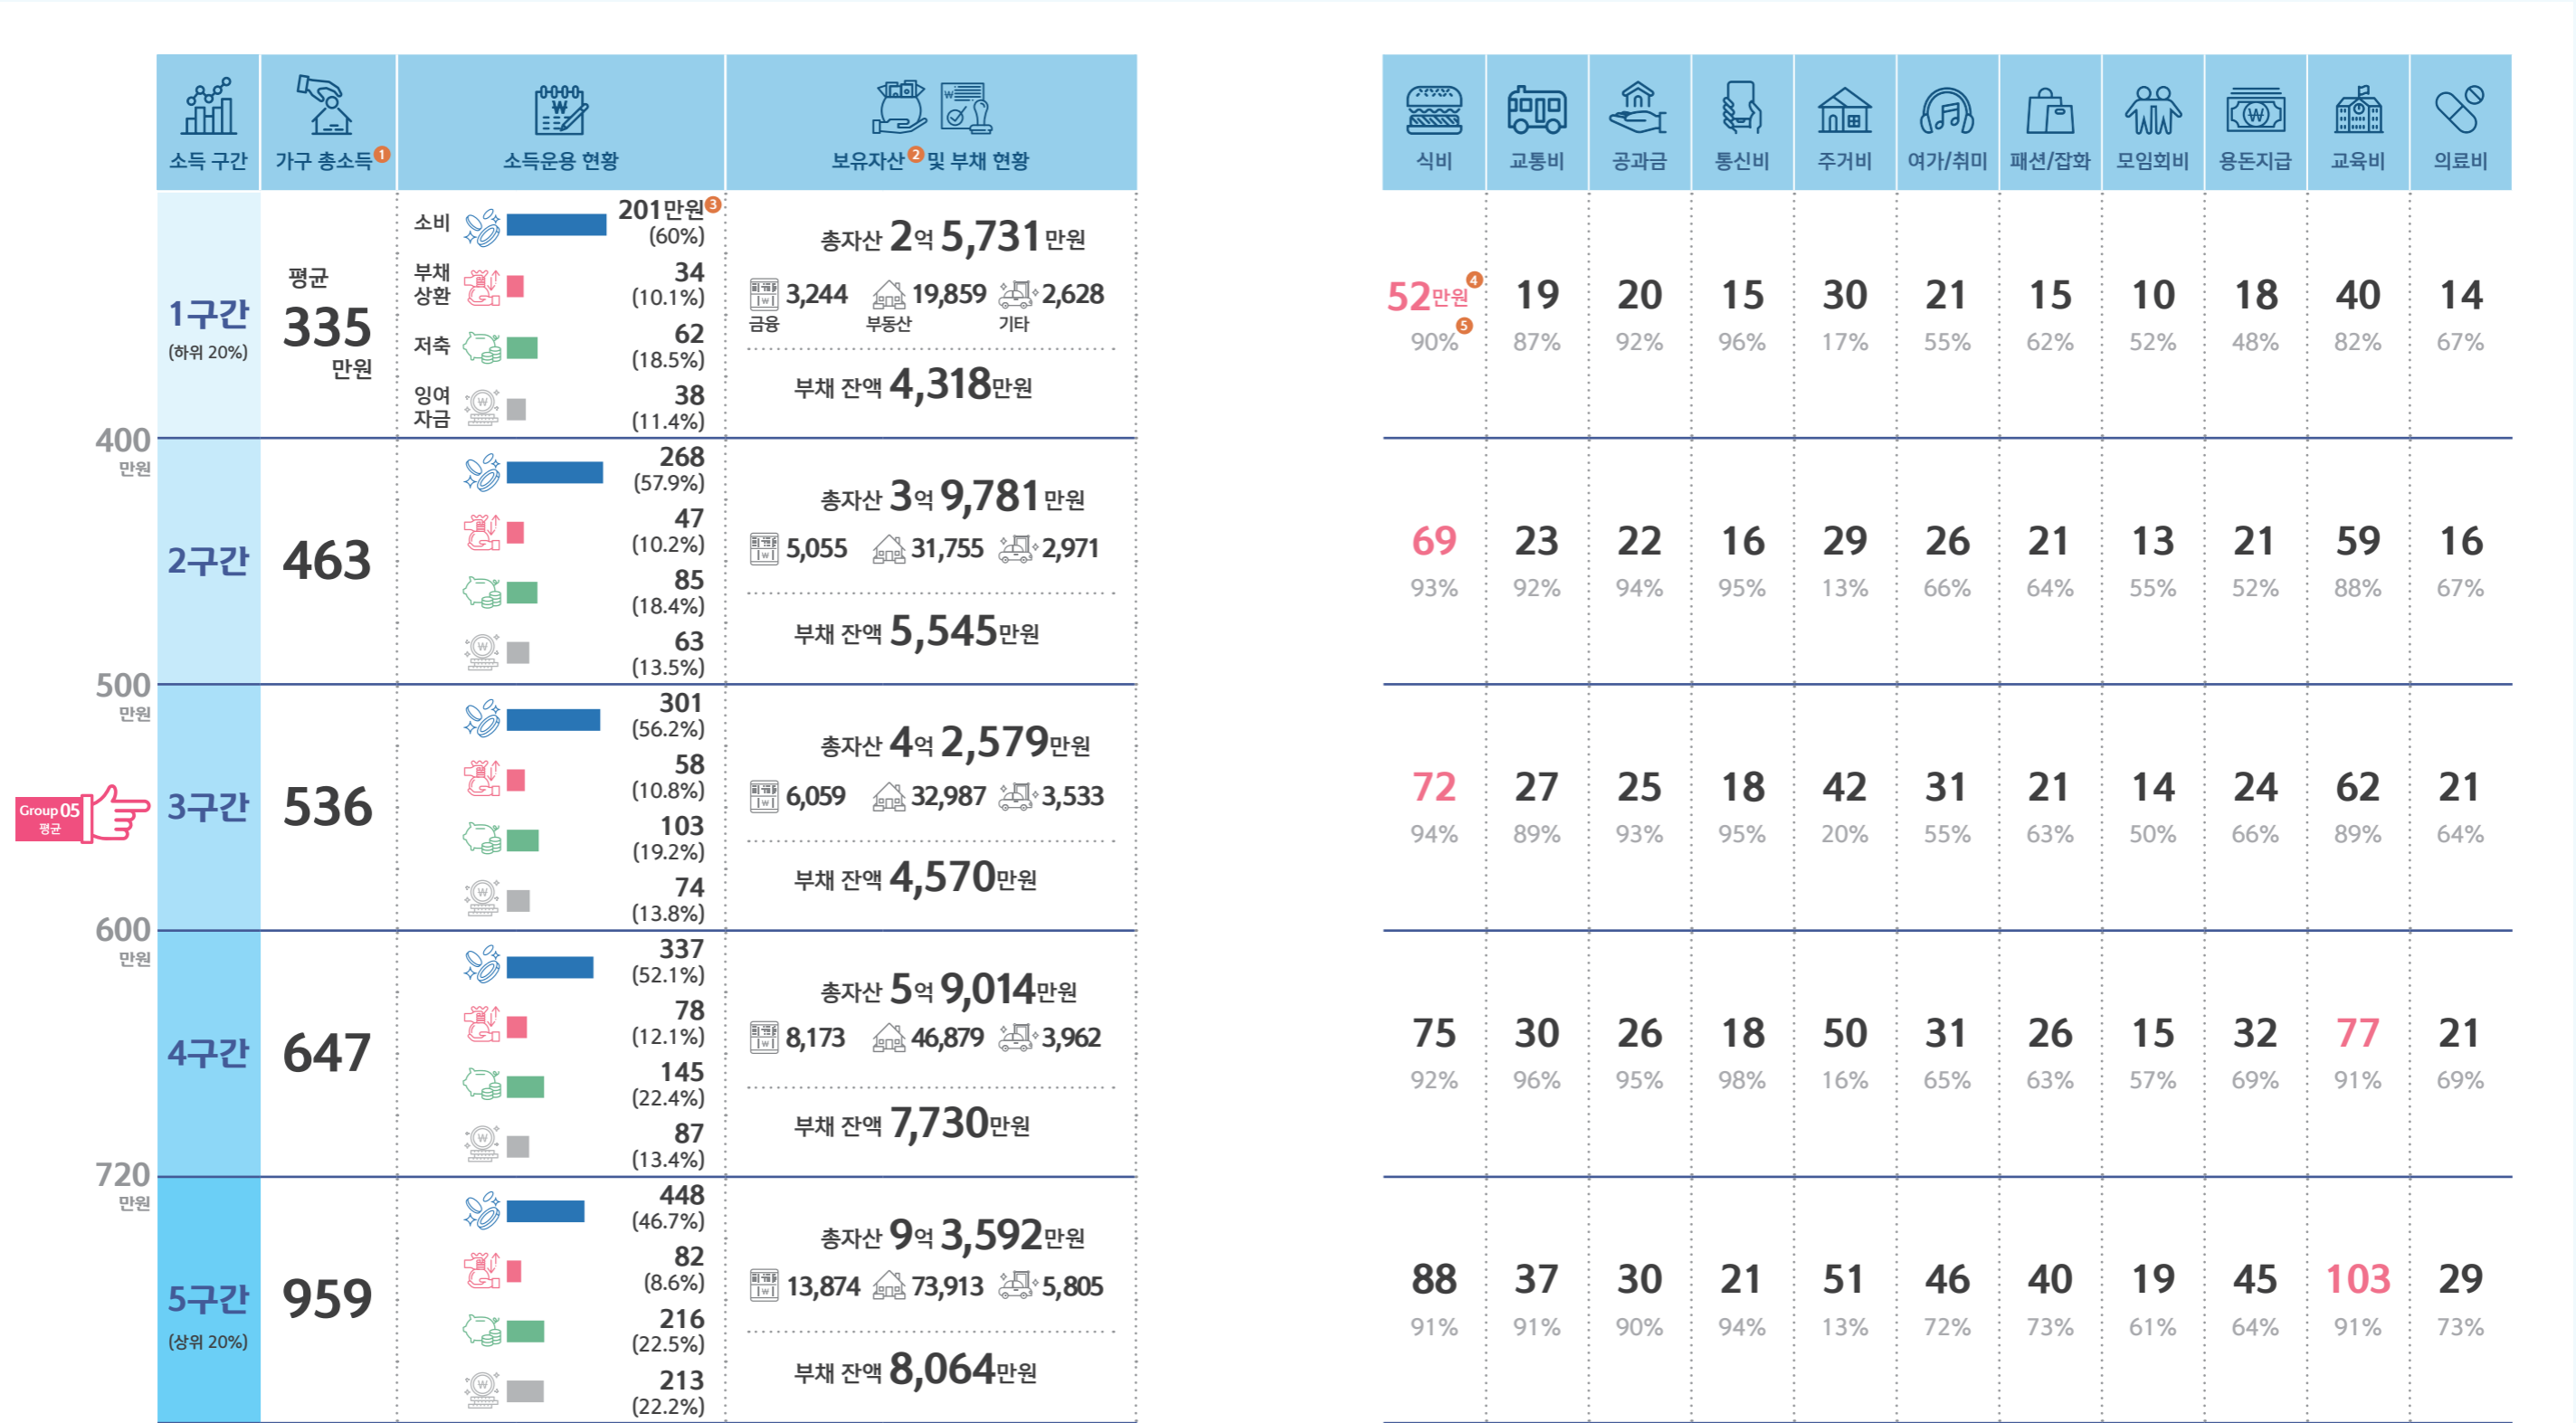 소득 구간 가구 총소득1 소득운용 현황 보유자산2 및 부채 현황 식비 교통비 공과금 통신비 주거비 여가/취미 패션/잡화 모임회비 용돈지급 교육비 의료비
1구간
(하위 20%)
평균
335
만원
소비 201만원3
(60%)
부채
상환
34
(10.1%)
저축 62
(18.5%)
잉여
자금
38
(11.4%)
총자산 2억 5,731만원
3,244 19,859 2,628
금융 부동산 기타
부채 잔액 4,318만원
52만원4 19 20 15 30 21 15 10 18 40 14
90%5 87% 92% 96% 17% 55% 62% 52% 48% 82% 67%
400
만원
2구간
463
268
(57.9%)
47
(10.2%)
85
(18.4%)
63
(13.5%)
총자산 3억 9,781만원
5,055 31,755 2,971
부채 잔액 5,545만원
69 23 22 16 29 26 21 13 21 59 16
93% 92% 94% 95% 13% 66% 64% 55% 52% 88% 67%
500
만원
Group 05
평균
3구간
536
301
(56.2%)
58
(10.8%)
103
(19.2%)
74
(13.8%)
총자산 4억 2,579만원
6,059 32,987 3,533
부채 잔액 4,570만원
72 27 25 18 42 31 21 14 24 62 21
94% 89% 93% 95% 20% 55% 63% 50% 66% 89% 64%
600
만원
4구간
647
337
(52.1%)
78
(12.1%)
145
(22.4%)
87
(13.4%)
총자산 5억 9,014만원
8,173 46,879 3,962
부채 잔액 7,730만원
75 30 26 18 50 31 26 15 32 77 21
92% 96% 95% 98% 16% 65% 63% 57% 69% 91% 69%
720
만원
5구간
(상위 20%)
959
448
(46.7%)
82
(8.6%)
216
(22.5%)
213
(22.2%)
총자산 9억 3,592만원
13,874 73,913 5,805
부채 잔액 8,064만원
88 37 30 21 51 46 40 19 45 103 29
91% 91% 90% 94% 13% 72% 73% 61% 64% 91% 73%